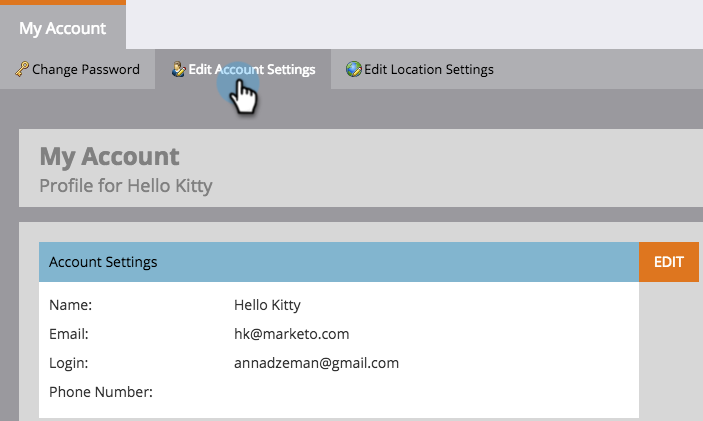 My Account
Change Password Edit Account Settings Edit Location Settings
My Account
Profile for Hello Kitty
Account Settings EDIT
Name: Hello Kitty
Email: hk@marketo.com
Login: annadzeman@gmail.com
Phone Number: